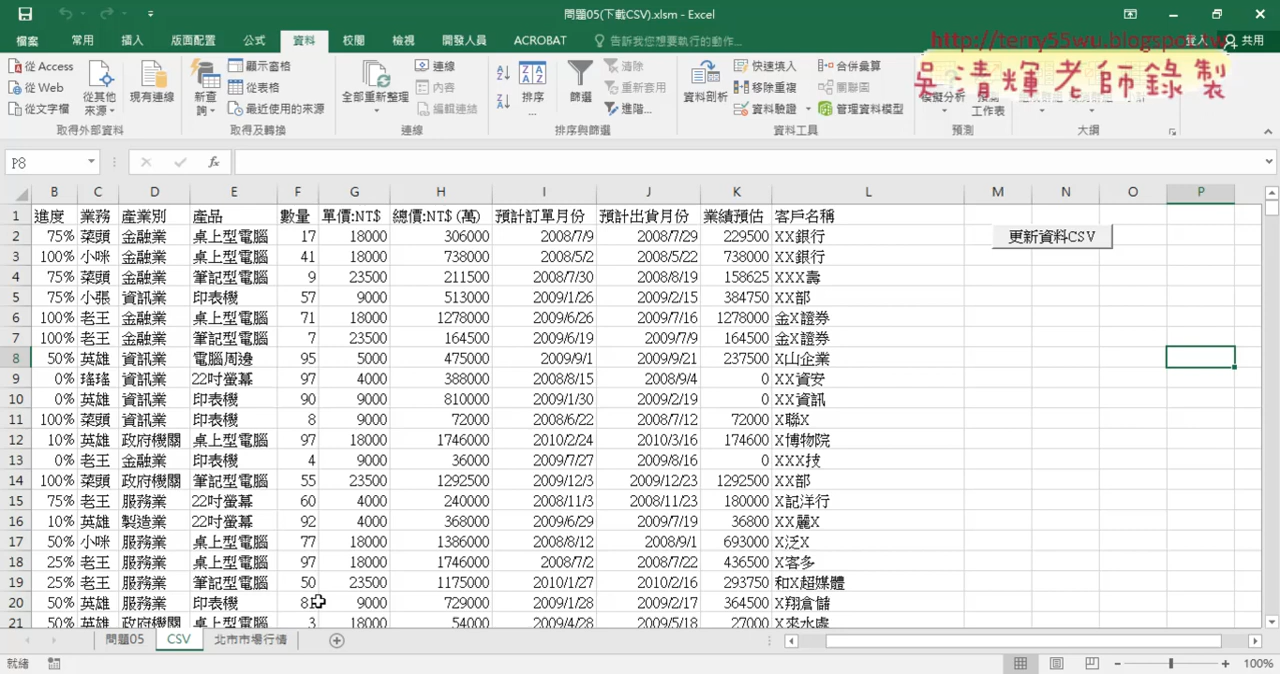 問題05(下載CSV).xlsm - Excel
檔案 常用 插入 版面配置 公式 資料 校閱 檢視 開發人員 ACROBAT 告訴我您想要執行的動作... 登入 共用
http://terry55wu.blogspot.tw
吳清輝老師錄製
從 Access 從 Web 從文字檔 從其他來源 現有連線 取得外部資料
新查詢 顯示窗格 從表格 最近使用的來源 取得及轉換
全部重新整理 連線 內容 編輯連結 連線
排序... 篩選 清除 重新套用 進階... 排序與篩選
資料剖析 快速填入 移除重複 資料驗證 合併彙算 關聯圖 管理資料模型 資料工具
模擬分析 預測工作表 預測 大綱
P8 fx
B C D E F G H I J K L M N O P
1 進度 業務 產業別 產品 數量 單價:NT$ 總價:NT$ (萬) 預計訂單月份 預計出貨月份 業績預估 客戶名稱
2 75% 菜頭 金融業 桌上型電腦 17 18000 306000 2008/7/9 2008/7/29 229500 XX銀行 更新資料CSV
3 100% 小咪 金融業 桌上型電腦 41 18000 738000 2008/5/2 2008/5/22 738000 XX銀行
4 75% 菜頭 金融業 筆記型電腦 9 23500 211500 2008/7/30 2008/8/19 158625 XXX壽
5 75% 小張 資訊業 印表機 57 9000 513000 2009/1/26 2009/2/15 384750 XX部
6 100% 老王 金融業 桌上型電腦 71 18000 1278000 2009/6/26 2009/7/16 1278000 金X證券
7 100% 老王 金融業 筆記型電腦 7 23500 164500 2009/6/19 2009/7/9 164500 金X證券
8 50% 英雄 資訊業 電腦周邊 95 5000 475000 2009/9/1 2009/9/21 237500 X山企業
9 0% 瑤瑤 資訊業 22吋螢幕 97 4000 388000 2008/8/15 2008/9/4 0 XX資安
10 0% 英雄 資訊業 印表機 90 9000 810000 2009/1/30 2009/2/19 0 XX資訊
11 100% 菜頭 資訊業 印表機 8 9000 72000 2008/6/22 2008/7/12 72000 X聯X
12 10% 英雄 政府機關 桌上型電腦 97 18000 1746000 2010/2/24 2010/3/16 174600 X博物院
13 0% 老王 金融業 印表機 4 9000 36000 2009/7/27 2009/8/16 0 XXX技
14 100% 菜頭 政府機關 筆記型電腦 55 23500 1292500 2009/12/3 2009/12/23 1292500 XX部
15 75% 老王 服務業 22吋螢幕 60 4000 240000 2008/11/3 2008/11/23 180000 X記洋行
16 10% 英雄 製造業 22吋螢幕 92 4000 368000 2009/6/29 2009/7/19 36800 XX麗X
17 50% 小咪 服務業 桌上型電腦 77 18000 1386000 2008/8/12 2008/9/1 693000 X泛X
18 25% 老王 服務業 桌上型電腦 97 18000 1746000 2008/7/2 2008/7/22 436500 X客多
19 25% 老王 服務業 筆記型電腦 50 23500 1175000 2010/1/27 2010/2/16 293750 和X超媒體
20 50% 英雄 服務業 印表機 81 9000 729000 2009/1/28 2009/2/17 364500 X翔倉儲
21 50% 英雄 政府機關 桌上型電腦 3 18000 54000 2009/4/28 2009/5/18 27000 X來水處
問題05 CSV 北市市場行情
就緒 100%